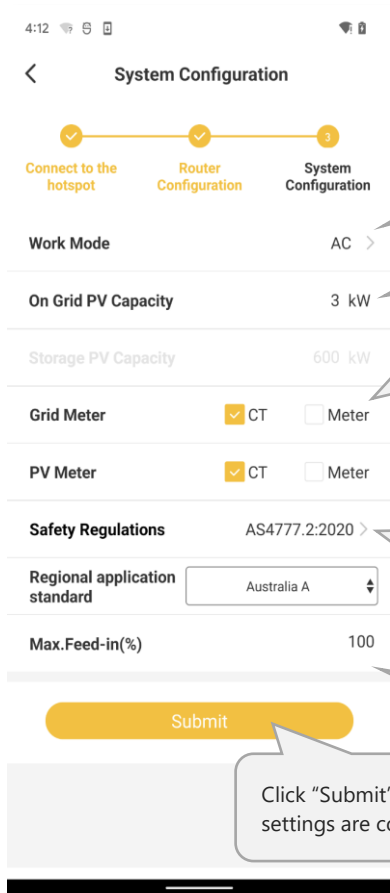 4:12
System Configuration
3
Connect to the
hotspot
Router
Configuration
System
Configuration
Work Mode AC
On Grid PV Capacity 3 kW
Storage PV Capacity 600 kW
Grid Meter CT Meter
PV Meter CT Meter
Safety Regulations AS4777.2:2020
Regional application
standard
Australia A
Max.Feed-in(%) 100
Submit
Click “Submit”
settings are